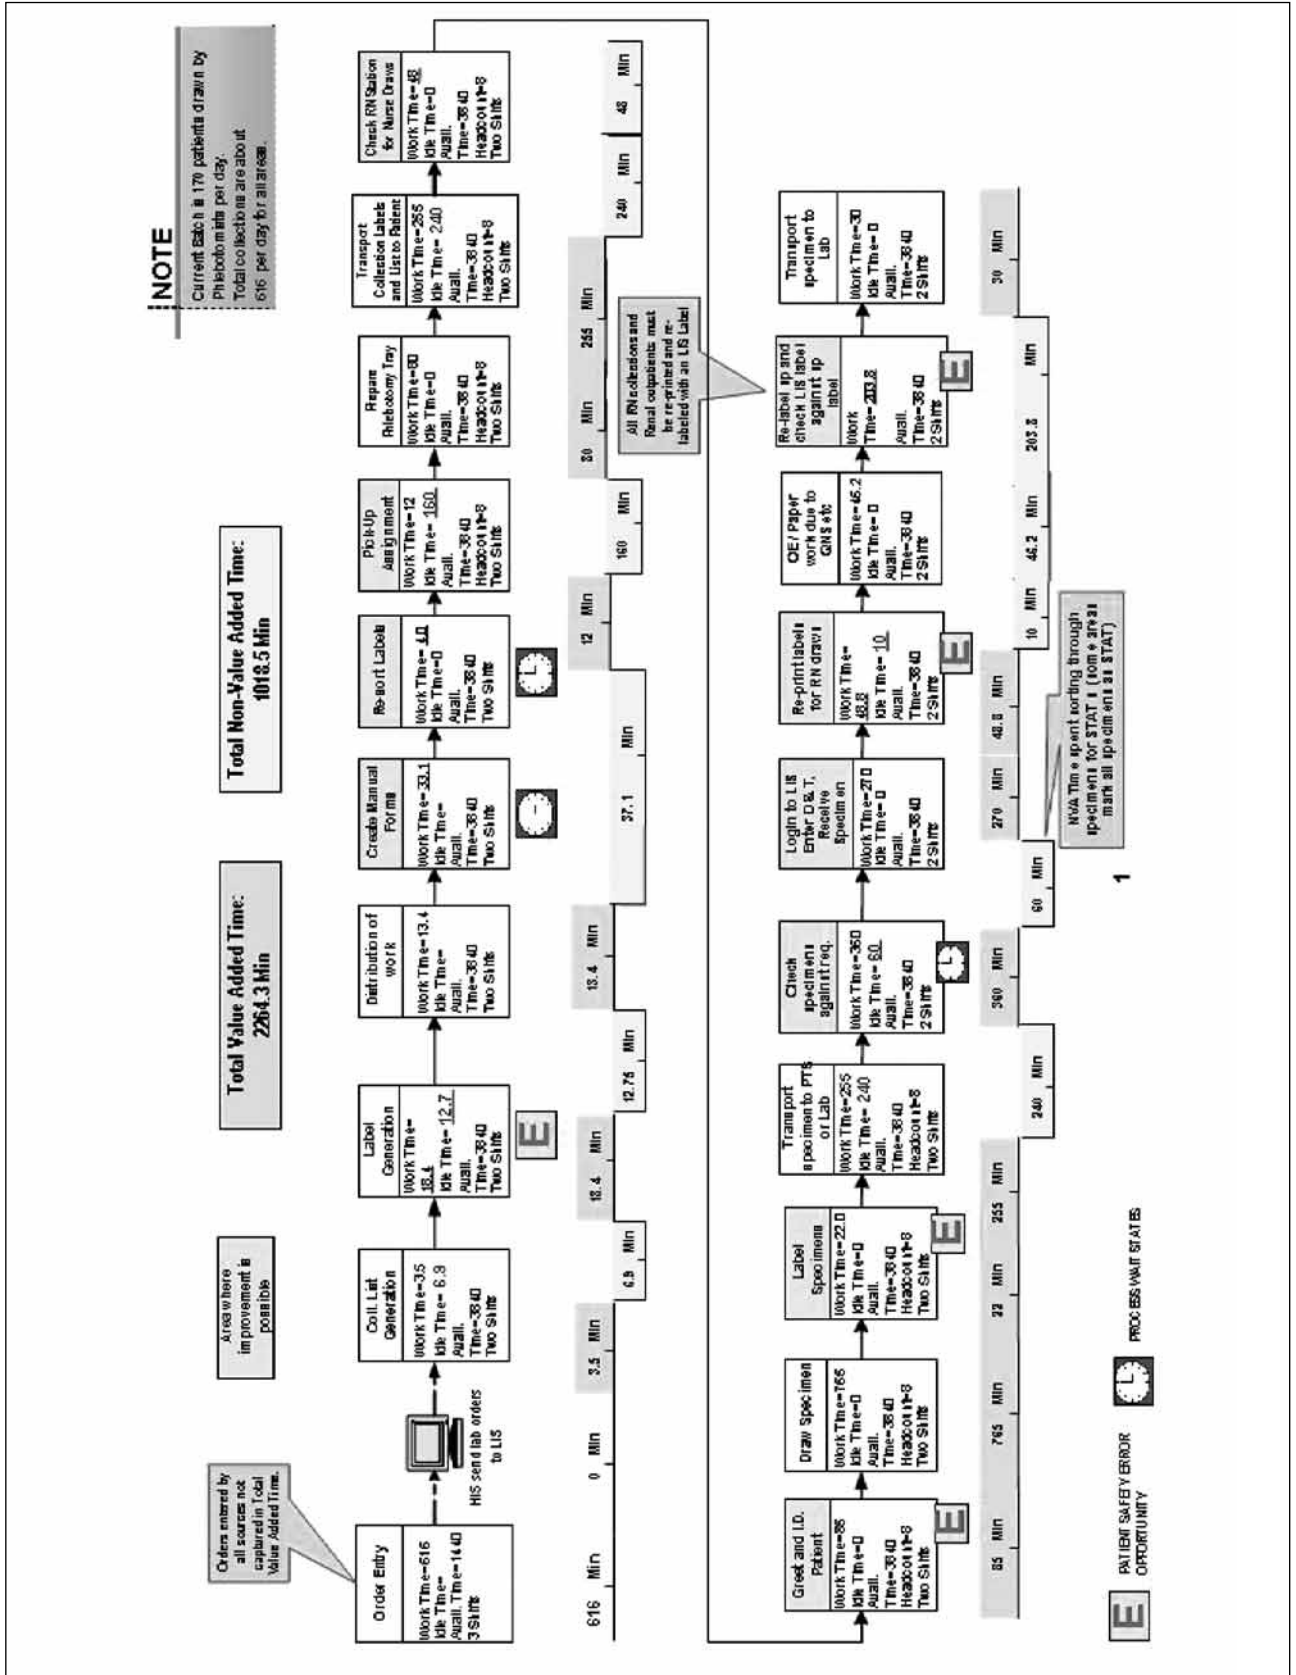 NOTE
Current Batch is 170 patients drawn by
Phlebotomists per day.
Total collections are about
616 per day for all areas.
Orders entered by
all sources not
captured in Total
Value Added Time.
Area where
improvement is
possible
Total Value Added Time:
2264.3 Min
Total Non-Value Added Time:
1018.5 Min
Order Entry
Work Time=616
Idle Time=
Avail. Time=1440
3 Shifts
HIS send lab orders
to LIS
Coll. List
Generation
Work Time=3.5
Idle Time= 6.9
Avail.
Time=3840
Two Shifts
Label
Generation
Work Time=
18.4
Idle Time= 12.7
Avail.
Time=3840
Two Shifts
E
Distribution of
work
Work Time=13.4
Idle Time=
Avail.
Time=3840
Two Shifts
Create Manual
Forms
Work Time=33.1
Idle Time=
Avail.
Time=3840
Two Shifts
Re-sort Labels
Work Time= 4.0
Idle Time=0
Avail.
Time=3840
Two Shifts
Pick-Up
Assignment
Work Time=12
Idle Time= 160
Avail.
Time=3840
Headcount=8
Two Shifts
Repare
Phlebotomy Tray
Work Time=80
Idle Time=0
Avail.
Time=3840
Headcount=8
Two Shifts
Transport
Collection Labels
and List to Patient
Work Time=255
Idle Time= 240
Avail.
Time=3840
Headcount=8
Two Shifts
Check RN Station
for Nurse Draws
Work Time=48
Idle Time=0
Avail.
Time=3840
Headcount=8
Two Shifts
616 Min
0 Min
3.5 Min
6.9 Min
18.4 Min
12.75 Min
13.4 Min
37.1 Min
12 Min
160 Min
80 Min
255 Min
240 Min
48 Min
All RN collections and
Renal outpatients must
be re-printed and re-
labeled with an LIS Label
Greet and I.D.
Patient
Work Time=85
Idle Time=0
Avail.
Time=3840
Headcount=8
Two Shifts
E
Draw Specimen
Work Time=765
Idle Time=0
Avail.
Time=3840
Headcount=8
Two Shifts
Label
Specimens
Work Time=22.0
Idle Time=0
Avail.
Time=3840
Headcount=8
Two Shifts
E
Transport
specimen to PTS
or Lab
Work Time=255
Idle Time= 240
Avail.
Time=3840
Headcount=8
Two Shifts
Check
specimens
against req.
Work Time=360
Idle Time= 60
Avail.
Time=3840
2 Shifts
Login to LIS
Enter D&T,
Receive
Specimen
Work Time=270
Idle Time= 0
Avail.
Time=3840
2 Shifts
Re-print labels
for RN draws
Work Time=
48.8
Idle Time= 10
Avail.
Time=3840
2 Shifts
E
OE/ Paper
work due to
QNS etc
Work Time=46.2
Idle Time= 0
Avail.
Time=3840
2 Shifts
Re-label sp and
check LIS label
against sp
label
Work
Time=203.8
Avail.
Time=3840
2 Shifts
E
Transport
specimen to
Lab
Work Time=30
Idle Time= 0
Avail.
Time=3840
2 Shifts
85 Min
765 Min
22 Min
255 Min
240 Min
360 Min
60 Min
270 Min
48.8 Min
10 Min
46.2 Min
203.8 Min
30 Min
NVA Time spent sorting through
specimens for STAT s (some areas
mark all specimens as STAT)
1
E
PATIENT SAFETY ERROR
OPPORTUNITY
PROCESS WAIT STATES